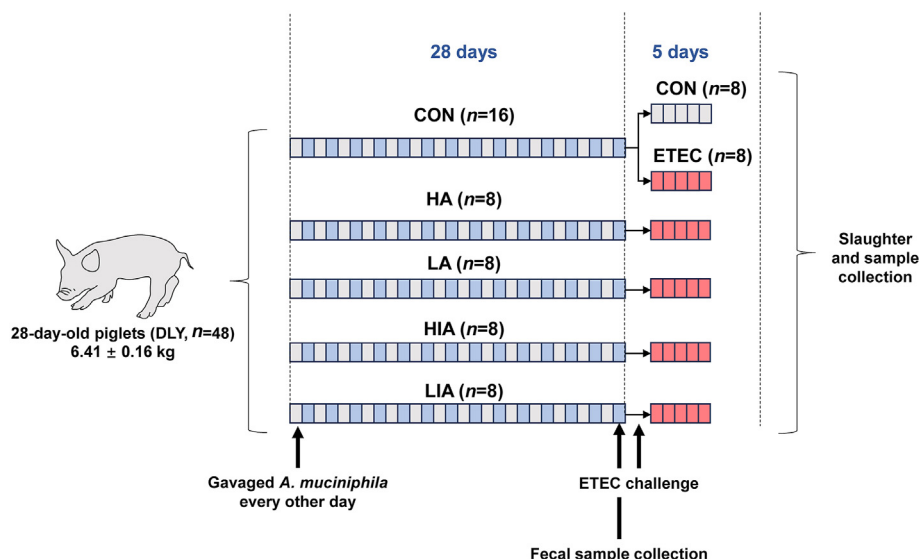 28 days
5 days
CON (n=16)
CON (n=8)
ETEC (n=8)
HA (n=8)
LA (n=8)
HIA (n=8)
LIA (n=8)
28-day-old piglets (DLY, n=48)
6.41 ± 0.16 kg
Slaughter
and sample
collection
Gavaged A. muciniphila
every other day
ETEC challenge
Fecal sample collection